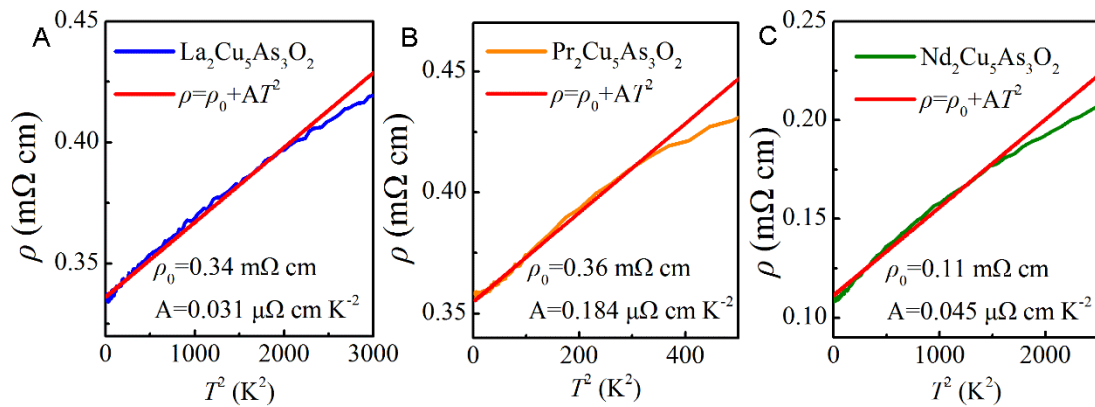 A
La₂Cu₅As₃O₂
ρ=ρ₀+AT²
ρ₀=0.34 mΩ cm
A=0.031 μΩ cm K⁻²
0.45
0.40
0.35
ρ (mΩ cm)
0 1000 2000 3000
T² (K²)
B
Pr₂Cu₅As₃O₂
ρ=ρ₀+AT²
ρ₀=0.36 mΩ cm
A=0.184 μΩ cm K⁻²
0.45
0.40
0.35
ρ (mΩ cm)
0 200 400
T² (K²)
C
Nd₂Cu₅As₃O₂
ρ=ρ₀+AT²
ρ₀=0.11 mΩ cm
A=0.045 μΩ cm K⁻²
0.25
0.20
0.15
0.10
ρ (mΩ cm)
0 1000 2000
T² (K²)